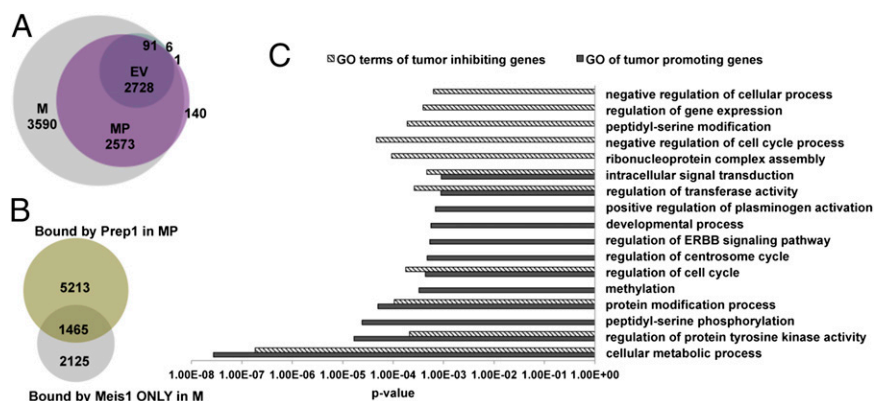 A
91 6
1
EV
2728
M
3590
140
MP
2573
B
Bound by Prep1 in MP
5213
1465
2125
Bound by Meis1 ONLY in M
C
GO terms of tumor inhibiting genes
GO of tumor promoting genes
negative regulation of cellular process
regulation of gene expression
peptidyl-serine modification
negative regulation of cell cycle process
ribonucleoprotein complex assembly
intracellular signal transduction
regulation of transferase activity
positive regulation of plasminogen activation
developmental process
regulation of ERBB signaling pathway
regulation of centrosome cycle
regulation of cell cycle
methylation
protein modification process
peptidyl-serine phosphorylation
regulation of protein tyrosine kinase activity
cellular metabolic process
1.00E-08 1.00E-07 1.00E-06 1.00E-05 1.00E-04 1.00E-03 1.00E-02 1.00E-01 1.00E+00
p-value